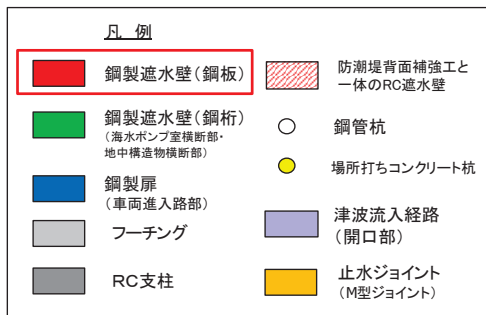 凡 例
鋼製遮水壁(鋼板)
鋼製遮水壁(鋼桁)
(海水ポンプ室横断部・
地中構造物横断部)
鋼製扉
(車両進入路部)
フーチング
RC支柱
防潮堤背面補強工と
一体のRC遮水壁
鋼管杭
場所打ちコンクリート杭
津波流入経路
(開口部)
止水ジョイント
(M型ジョイント)